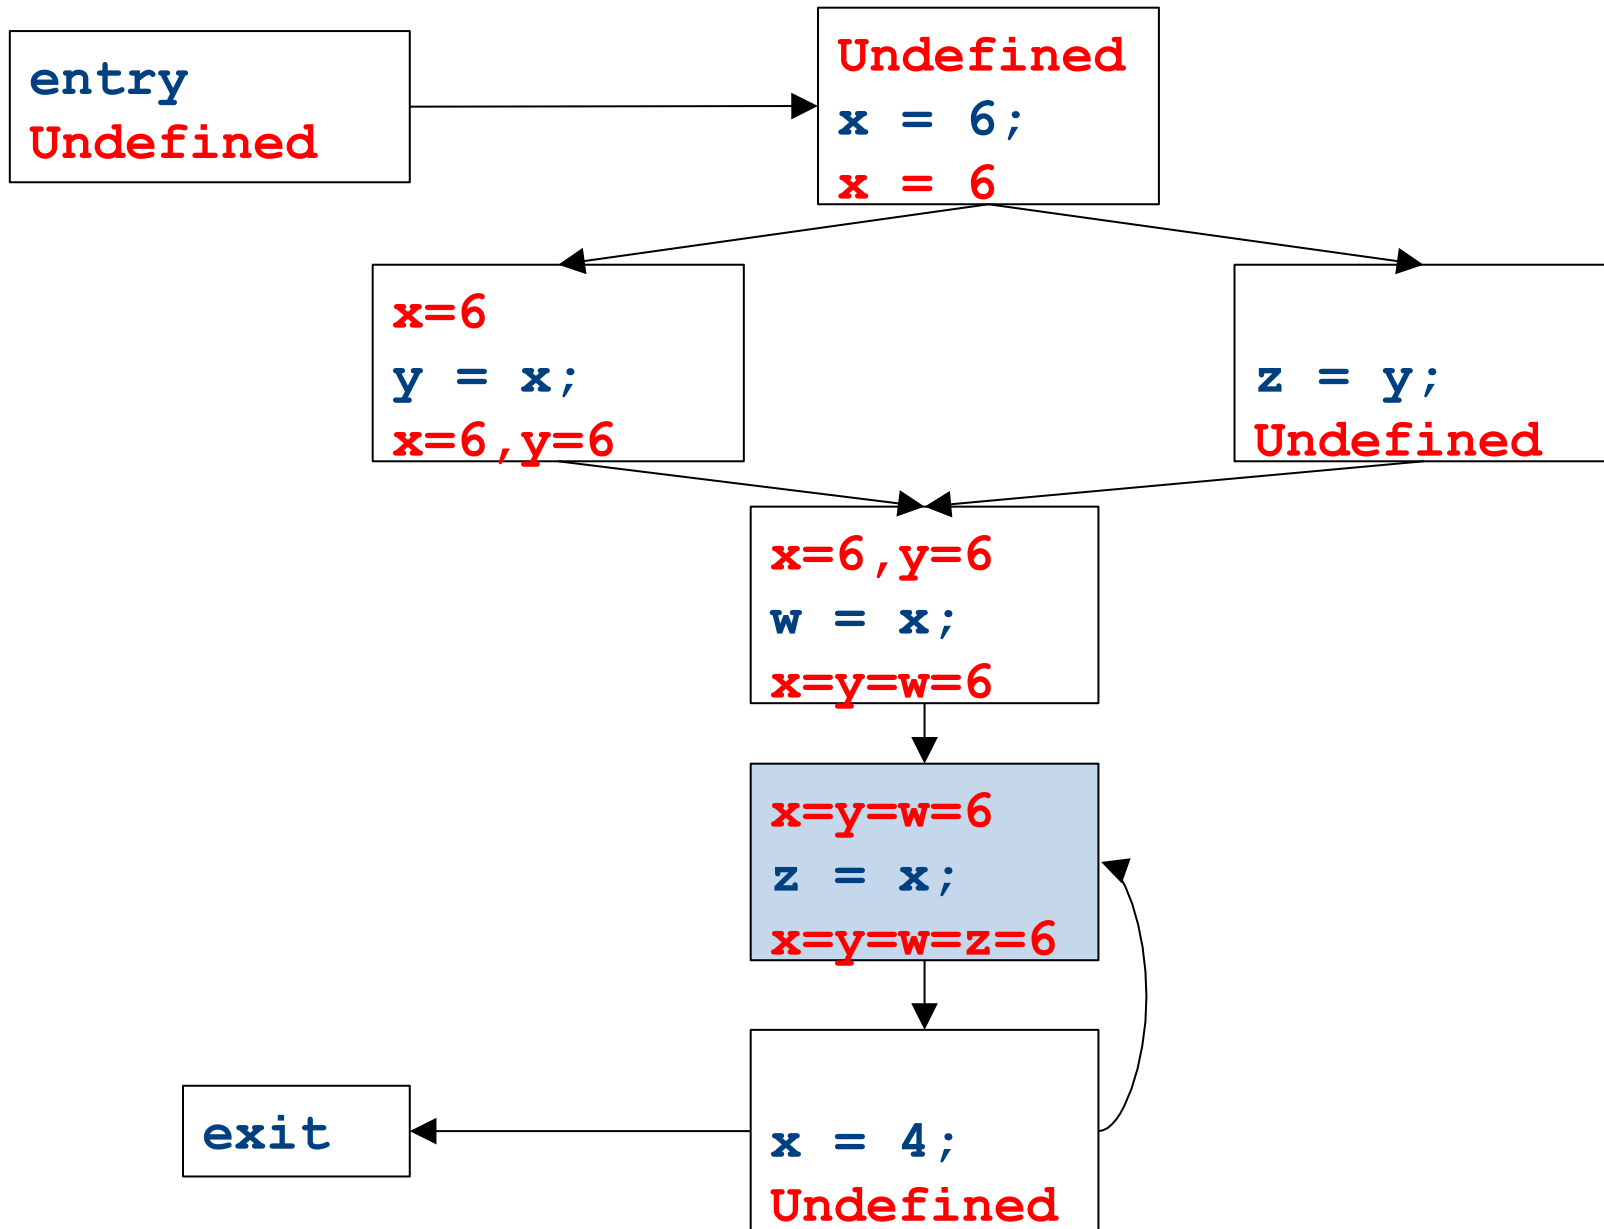 entry
Undefined
Undefined
x = 6;
x = 6
x=6
y = x;
x=6,y=6
z = y;
Undefined
x=6,y=6
w = x;
x=y=w=6
x=y=w=6
z = x;
x=y=w=z=6
exit
x = 4;
Undefined